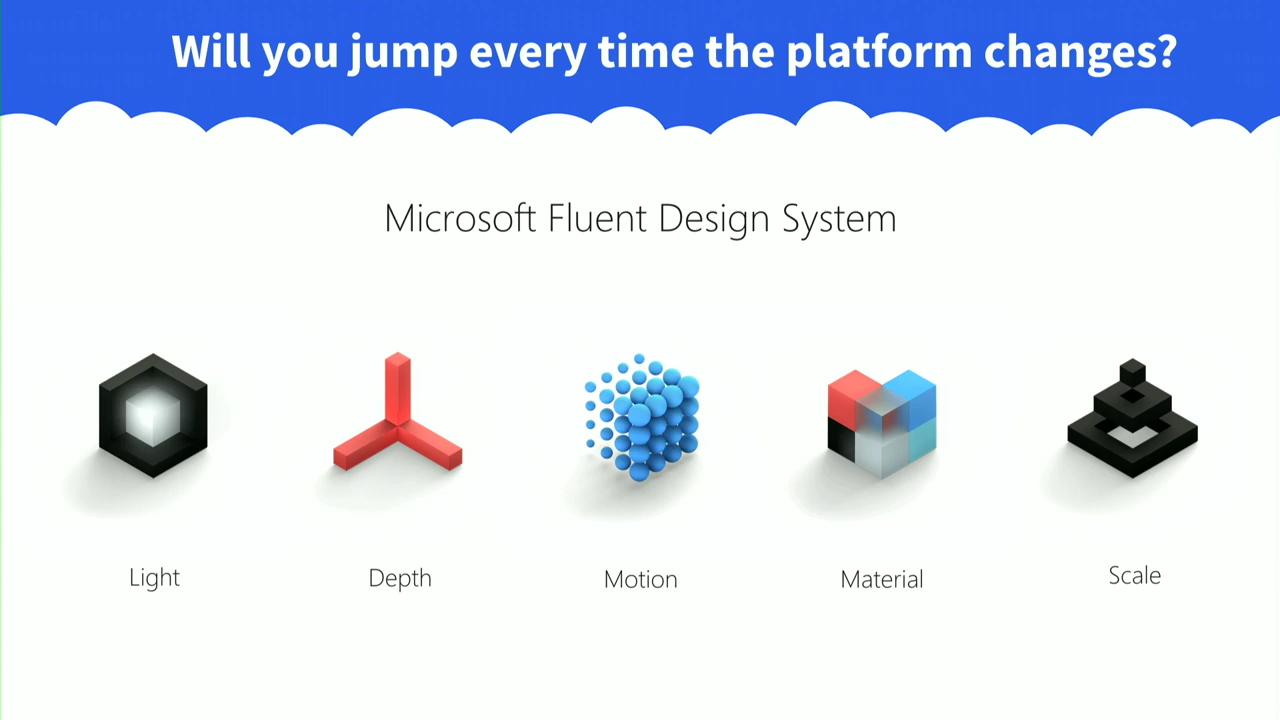 Will you jump every time the platform changes?
Microsoft Fluent Design System
Light
Depth
Motion
Material
Scale